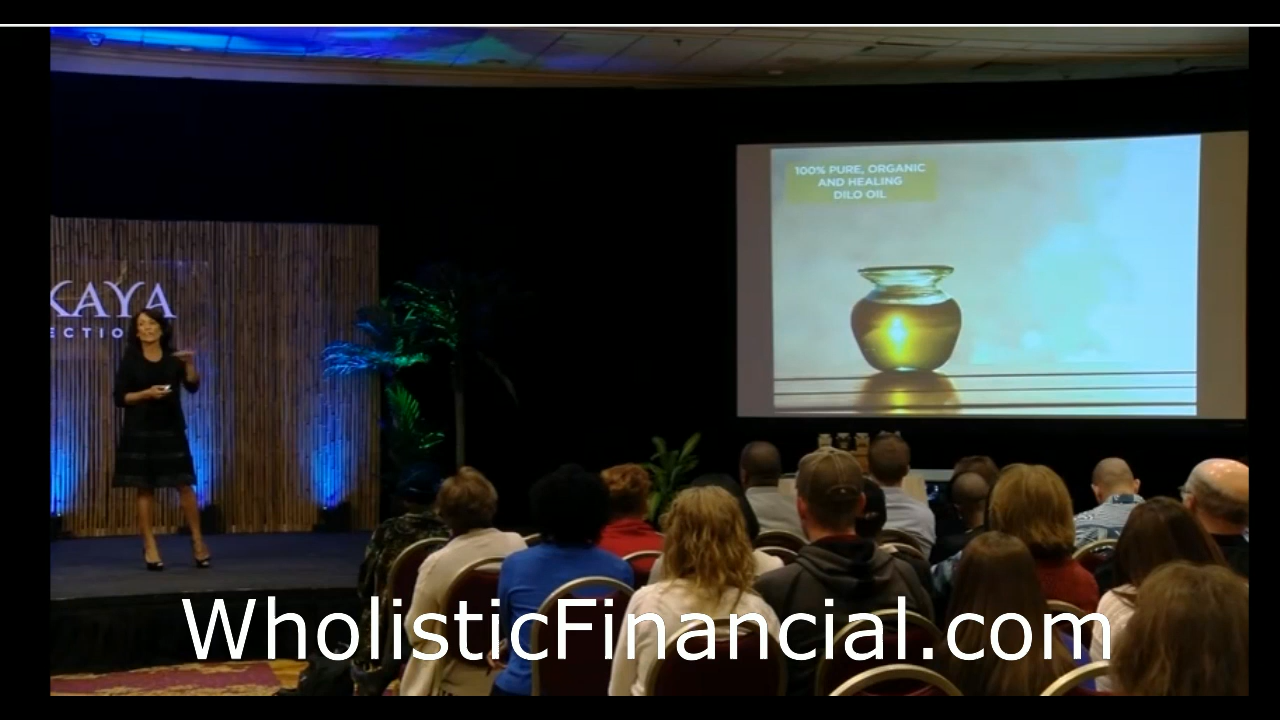 KAYA
ECTIO
100% PURE, ORGANIC
AND HEALING
DILO OIL
WholisticFinancial.com